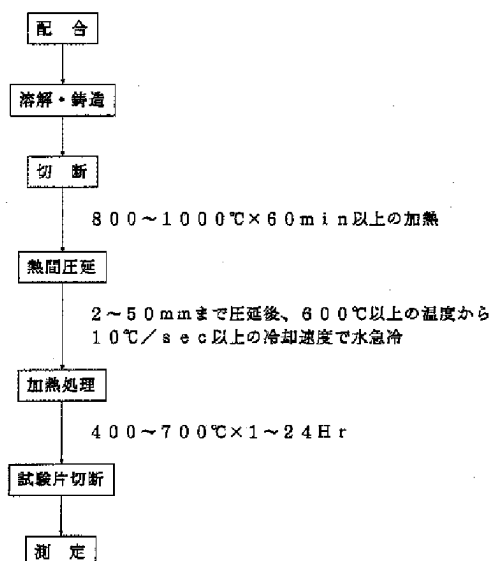 配 合
溶解・鋳造
切 断
800~1000℃×60min以上の加熱
熱間圧延
2~50mmまで圧延後、600℃以上の温度から
10℃/sec以上の冷却速度で水急冷
加熱処理
400~700℃×1~24Hr
試験片切断
測 定